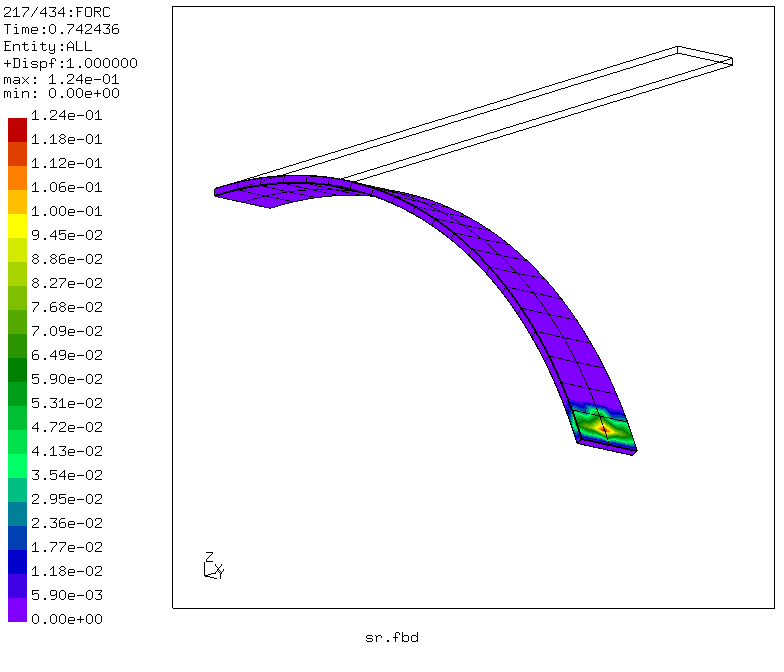 217/434:FORC
Time:0.742436
Entity:ALL
+Dispf:1.000000
max: 1.24e-01
min: 0.00e+00
1.24e-01
1.18e-01
1.12e-01
1.06e-01
1.00e-01
9.45e-02
8.86e-02
8.27e-02
7.68e-02
7.09e-02
6.49e-02
5.90e-02
5.31e-02
4.72e-02
4.13e-02
3.54e-02
2.95e-02
2.36e-02
1.77e-02
1.18e-02
5.90e-03
0.00e+00
Z
X
Y
sr.fbd